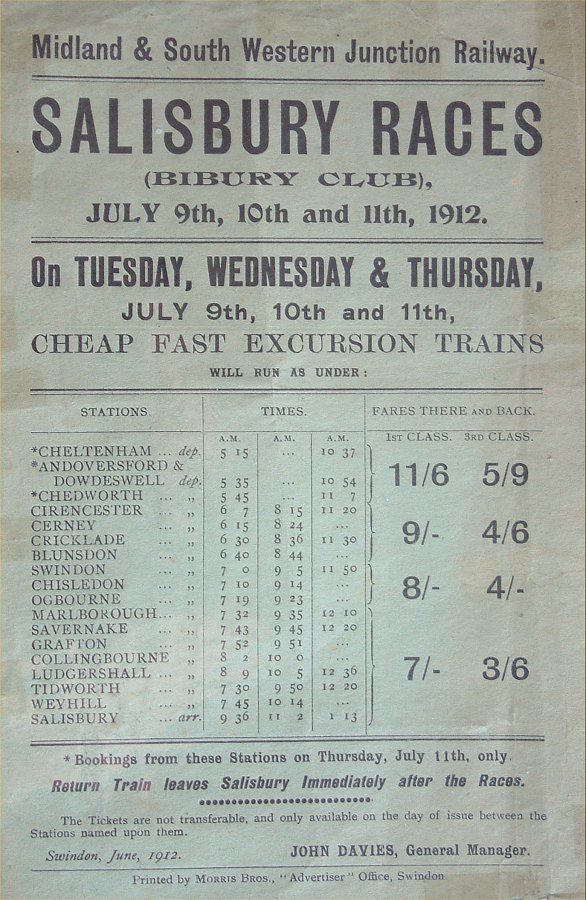 Midland & South Western Junction Railway.
SALISBURY RACES
(BIBURY CLUB),
JULY 9th, 10th and 11th, 1912.
On TUESDAY, WEDNESDAY & THURSDAY,
JULY 9th, 10th and 11th,
CHEAP FAST EXCURSION TRAINS
WILL RUN AS UNDER:
STATIONS. TIMES. FARES THERE AND BACK.
A.M. A.M. A.M. 1ST CLASS. 3RD CLASS.
*CHELTENHAM ... dep. 5 15 ... 10 37
*ANDOVERSFORD &
DOWDESWELL dep. 5 35 ... 10 54 11/6 5/9
*CHEDWORTH ... „ 5 45 ... 11 7
CIRENCESTER ... „ 6 7 8 15 11 20
CERNEY ... „ 6 15 8 24 ...
CRICKLADE ... „ 6 30 8 36 11 30 9/- 4/6
BLUNSDON ... „ 6 40 8 44 ...
SWINDON ... „ 7 0 9 5 11 50
CHISLEDON ... „ 7 10 9 14 ... 8/- 4/-
OGBOURNE ... „ 7 19 9 23 ...
MARLBOROUGH... „ 7 32 9 35 12 10
SAVERNAKE ... „ 7 43 9 45 12 20
GRAFTON ... „ 7 52 9 51 ...
COLLINGBOURNE „ 8 2 10 0 ...
LUDGERSHALL ... „ 8 9 10 5 12 36 7/- 3/6
TIDWORTH ... „ 7 30 9 50 12 20
WEYHILL ... „ 7 45 10 14 ...
SALISBURY ... arr. 9 36 11 2 1 13
* Bookings from these Stations on Thursday, July 11th, only.
Return Train leaves Salisbury Immediately after the Races.
The Tickets are not transferable, and only available on the day of issue between the
Stations named upon them.
Swindon, June, 1912. JOHN DAVIES, General Manager.
Printed by MORRIS BROS., "Advertiser" Office, Swindon